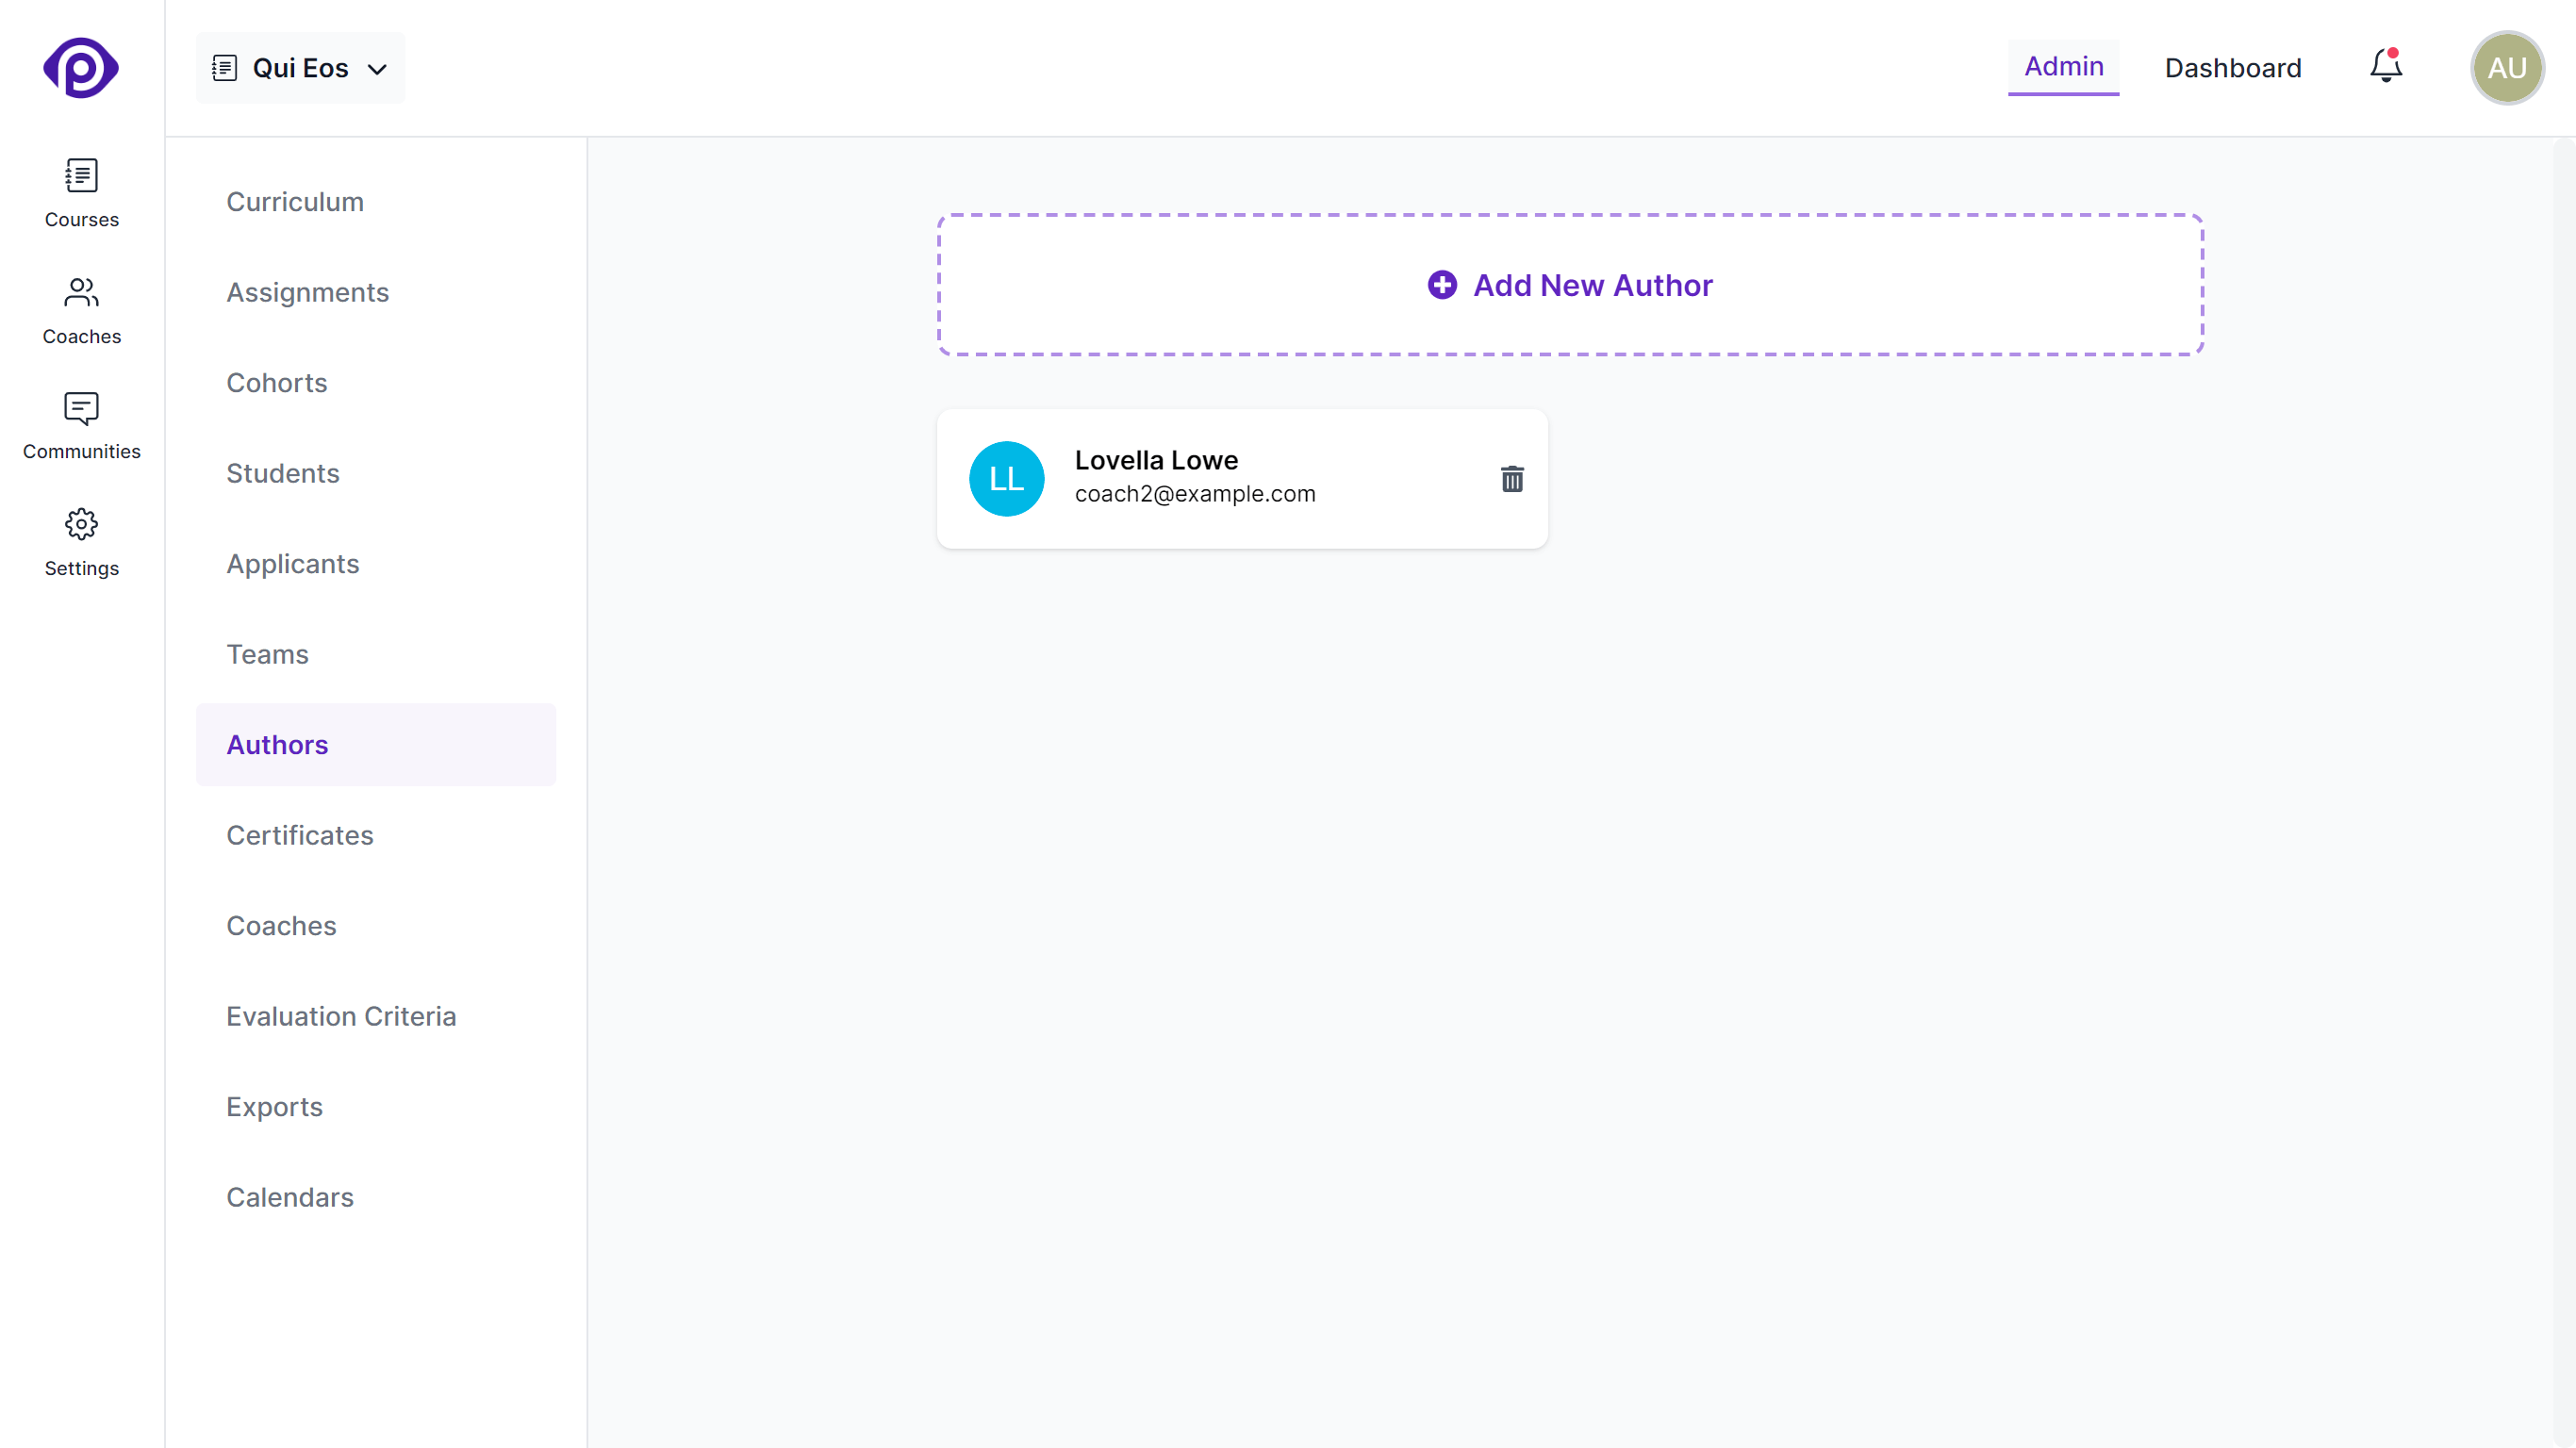 Qui Eos
Admin
Dashboard
AU
Courses
Coaches
Communities
Settings
Curriculum
Assignments
Cohorts
Students
Applicants
Teams
Authors
Certificates
Coaches
Evaluation Criteria
Exports
Calendars
Add New Author
LL
Lovella Lowe
coach2@example.com